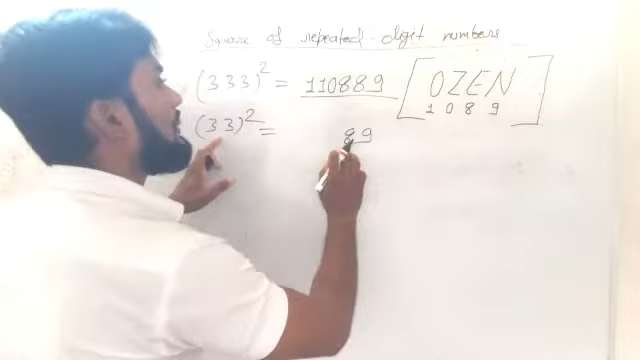 Square of repeated-digit numbers
(333)² = 110889 [OZEN]
1 0 8 9
(33)² = 89